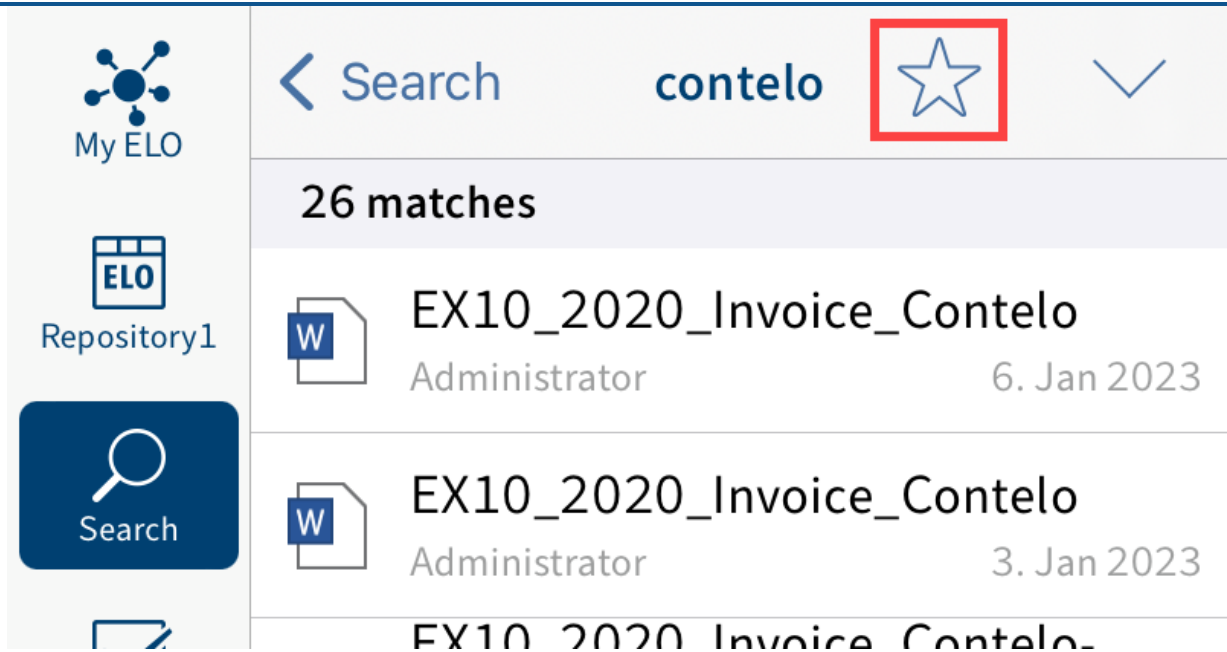 My ELO
Search
contelo
26 matches
ELO
Repository1
W
EX10_2020_Invoice_Contelo
Administrator
6. Jan 2023
Search
W
EX10_2020_Invoice_Contelo
Administrator
3. Jan 2023
EX10_2020_Invoice_Contelo-